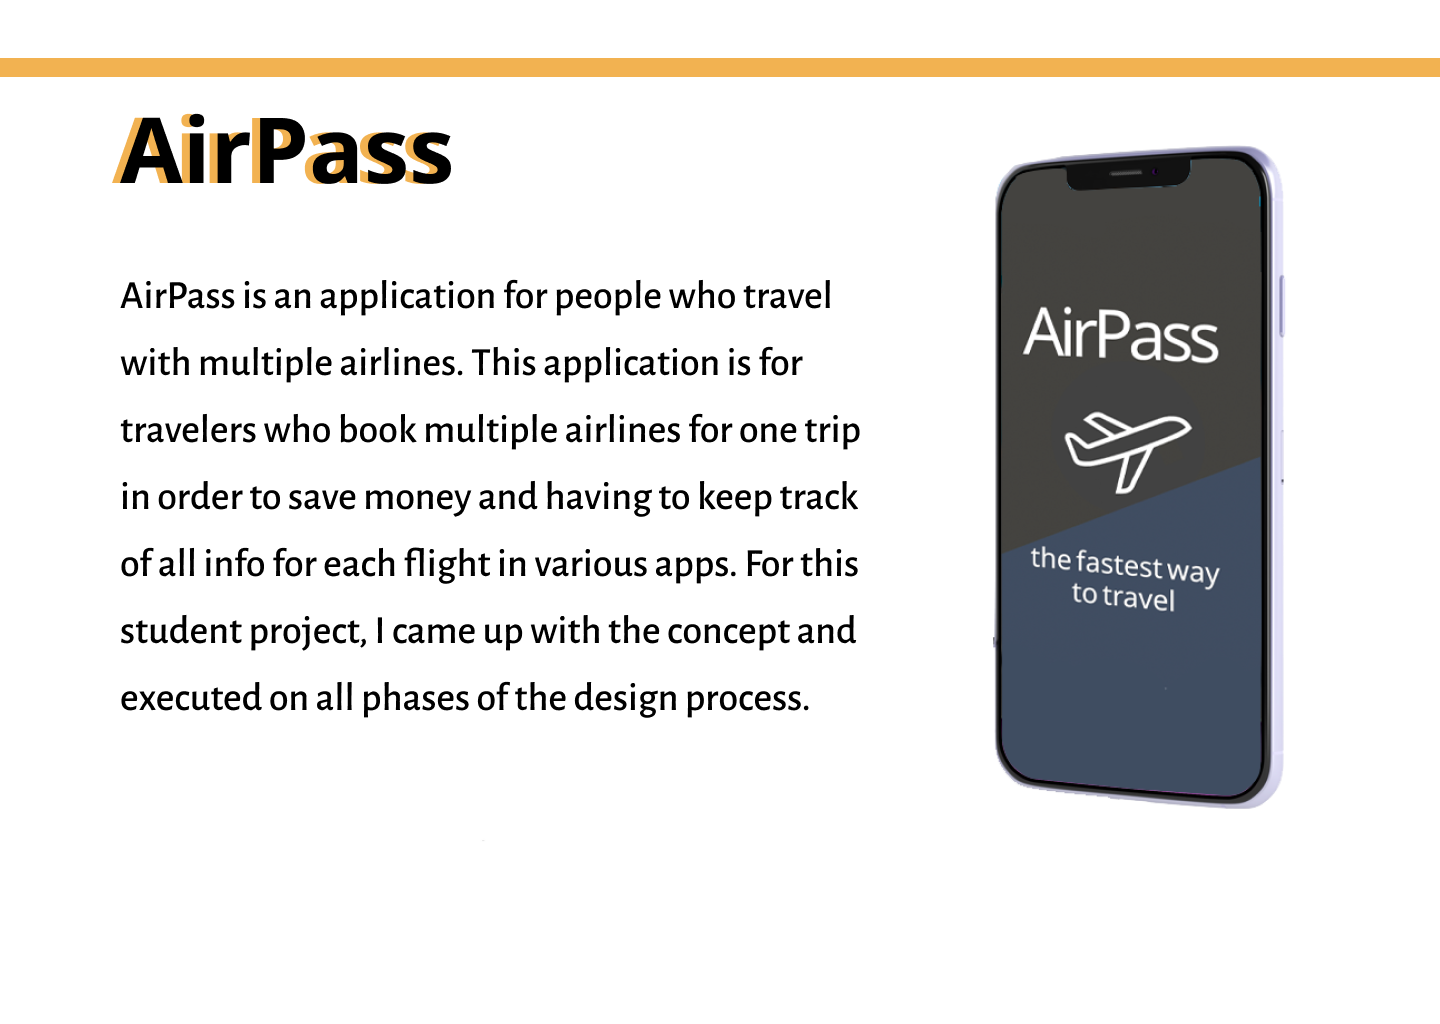 AirPass
AirPass is an application for people who travel
with multiple airlines. This application is for
travelers who book multiple airlines for one trip
in order to save money and having to keep track
of all info for each flight in various apps. For this
student project, I came up with the concept and
executed on all phases of the design process.
AirPass
the fastest way
to travel